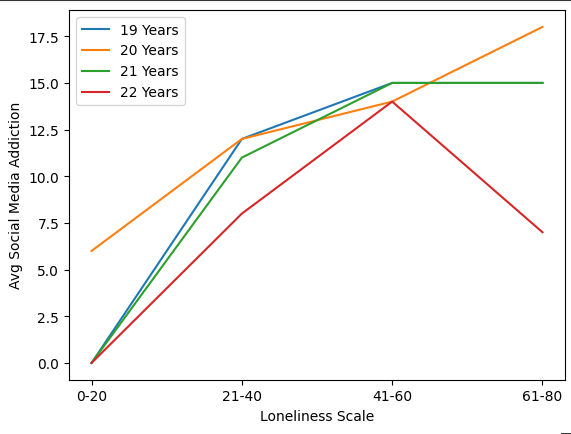 19 Years
20 Years
21 Years
22 Years
Avg Social Media Addiction
17.5
15.0
12.5
10.0
7.5
5.0
2.5
0.0
0-20 21-40 41-60 61-80
Loneliness Scale